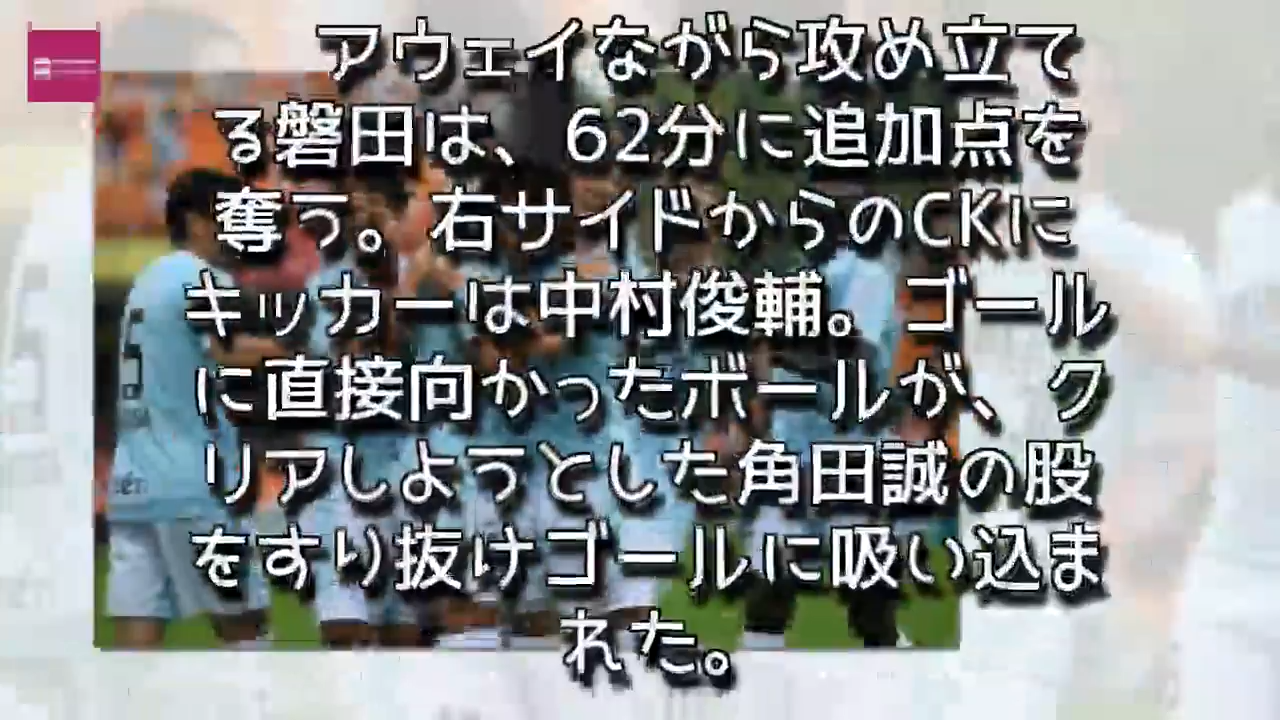 アウェイながら攻め立て
る磐田は、62分に追加点を
奪う。右サイドからのCKに
キッカーは中村俊輔。ゴール
に直接向かったボールが、ク
リアしようとした角田誠の股
をすり抜けゴールに吸い込ま
れた。